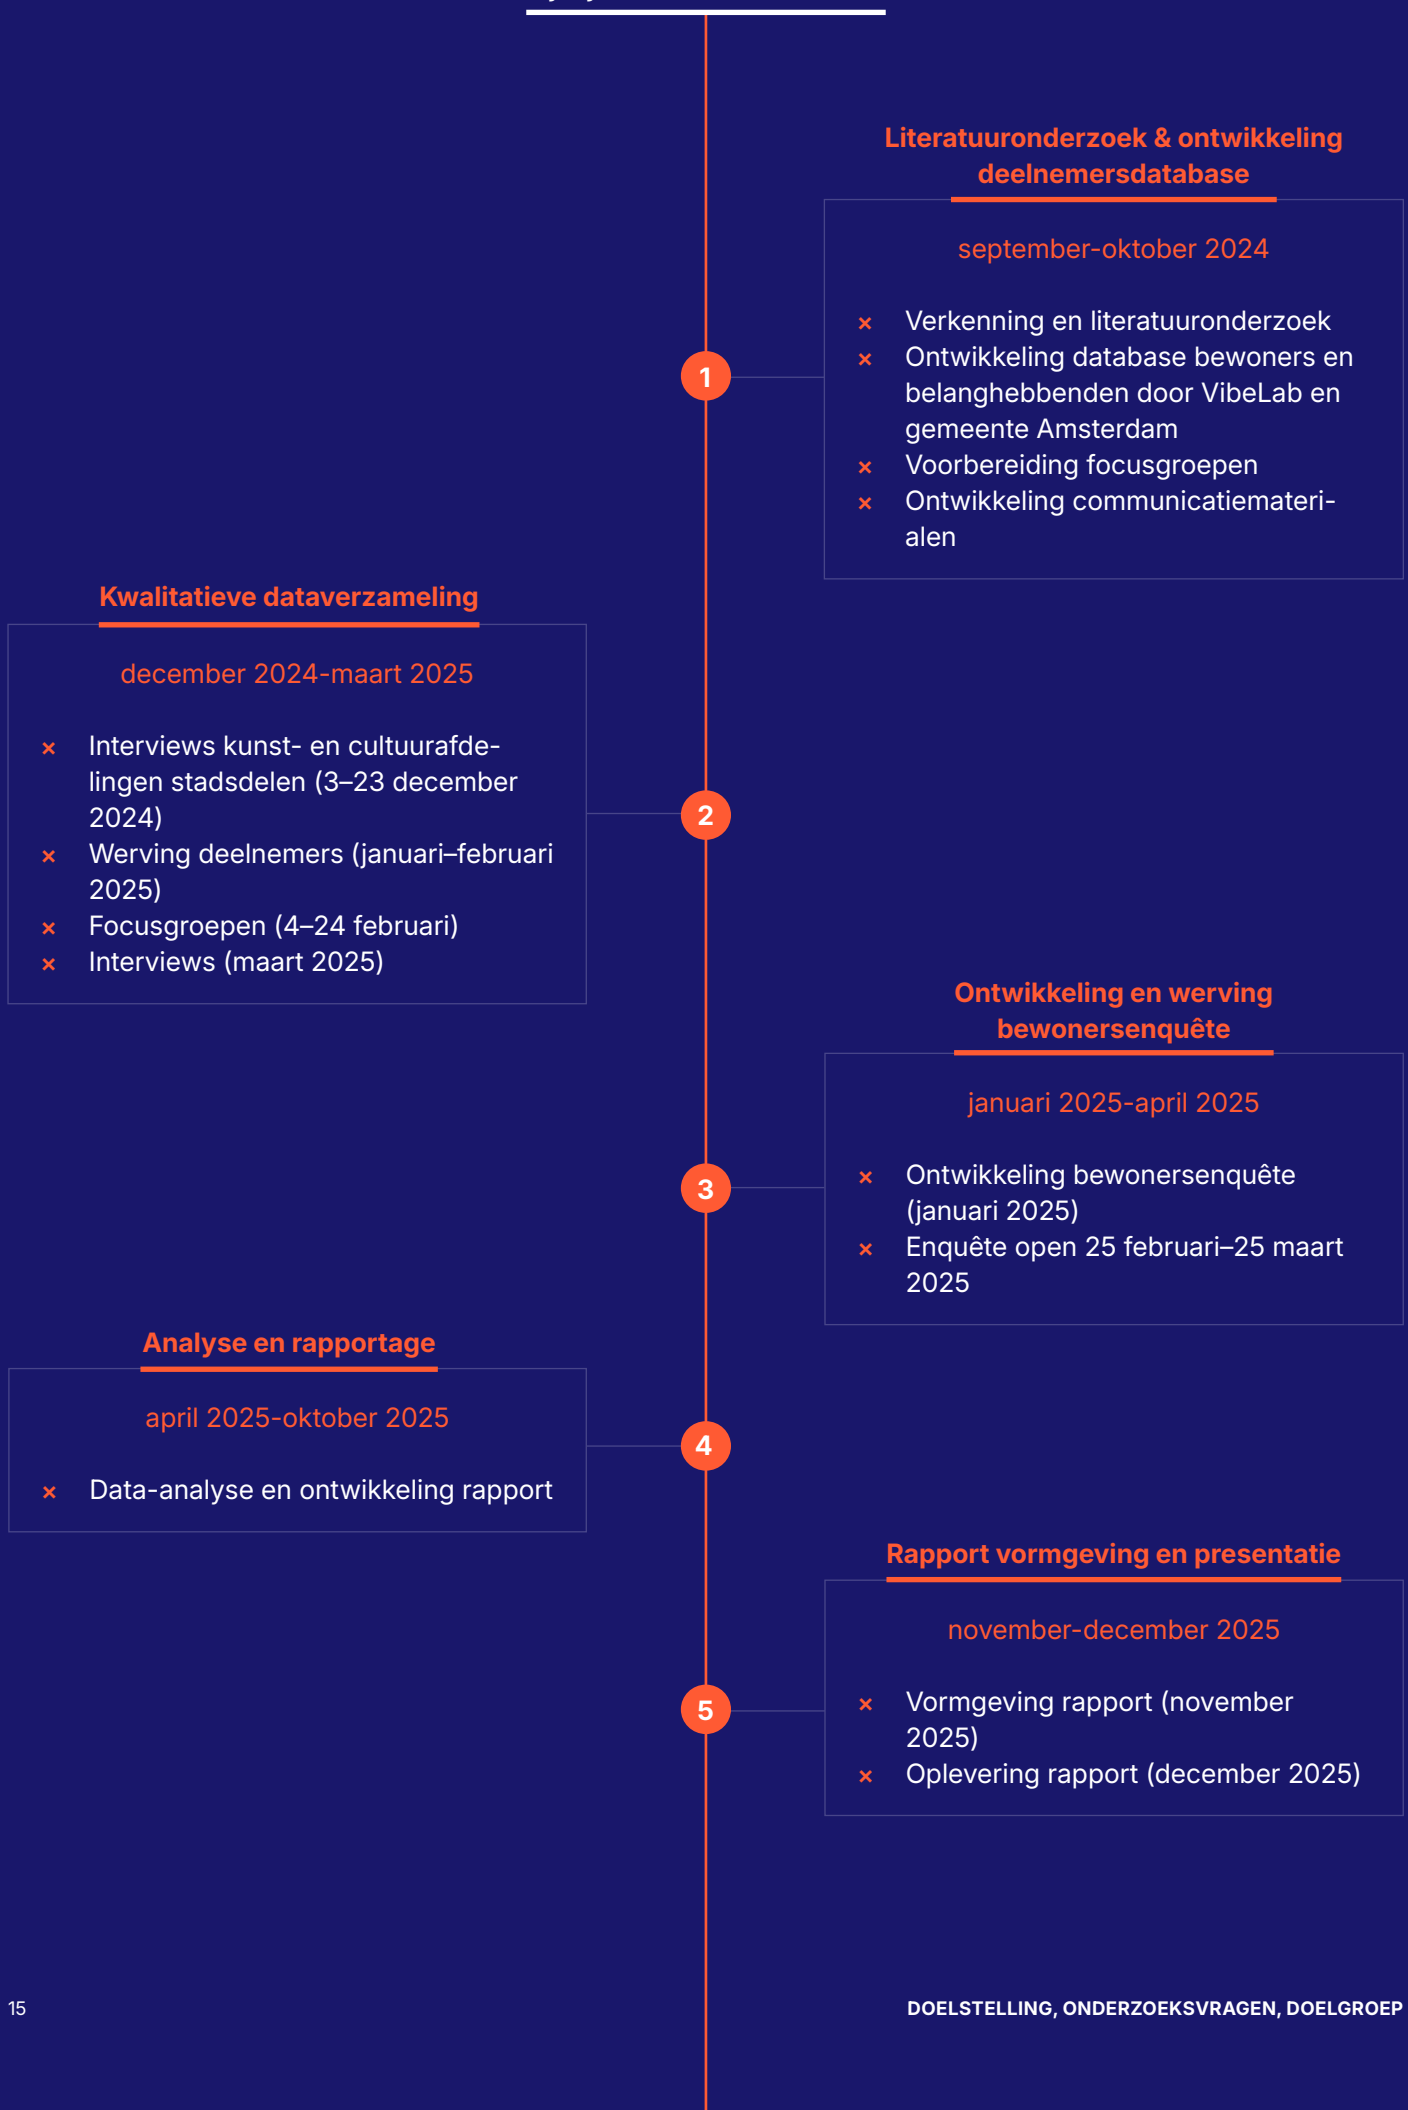 Literatuuronderzoek & ontwikkeling
deelnemersdatabase
september-oktober 2024
× Verkenning en literatuuronderzoek
× Ontwikkeling database bewoners en
belanghebbenden door VibeLab en
gemeente Amsterdam
× Voorbereiding focusgroepen
× Ontwikkeling communicatiemateri-
alen
1
Kwalitatieve dataverzameling
december 2024-maart 2025
× Interviews kunst- en cultuurafde-
lingen stadsdelen (3–23 december
2024)
× Werving deelnemers (januari–februari
2025)
× Focusgroepen (4–24 februari)
× Interviews (maart 2025)
2
Ontwikkeling en werving
bewonersenquête
januari 2025-april 2025
× Ontwikkeling bewonersenquête
(januari 2025)
× Enquête open 25 februari–25 maart
2025
3
Analyse en rapportage
april 2025-oktober 2025
× Data-analyse en ontwikkeling rapport
4
Rapport vormgeving en presentatie
november-december 2025
× Vormgeving rapport (november
2025)
× Oplevering rapport (december 2025)
5
15
DOELSTELLING, ONDERZOEKSVRAGEN, DOELGROEP